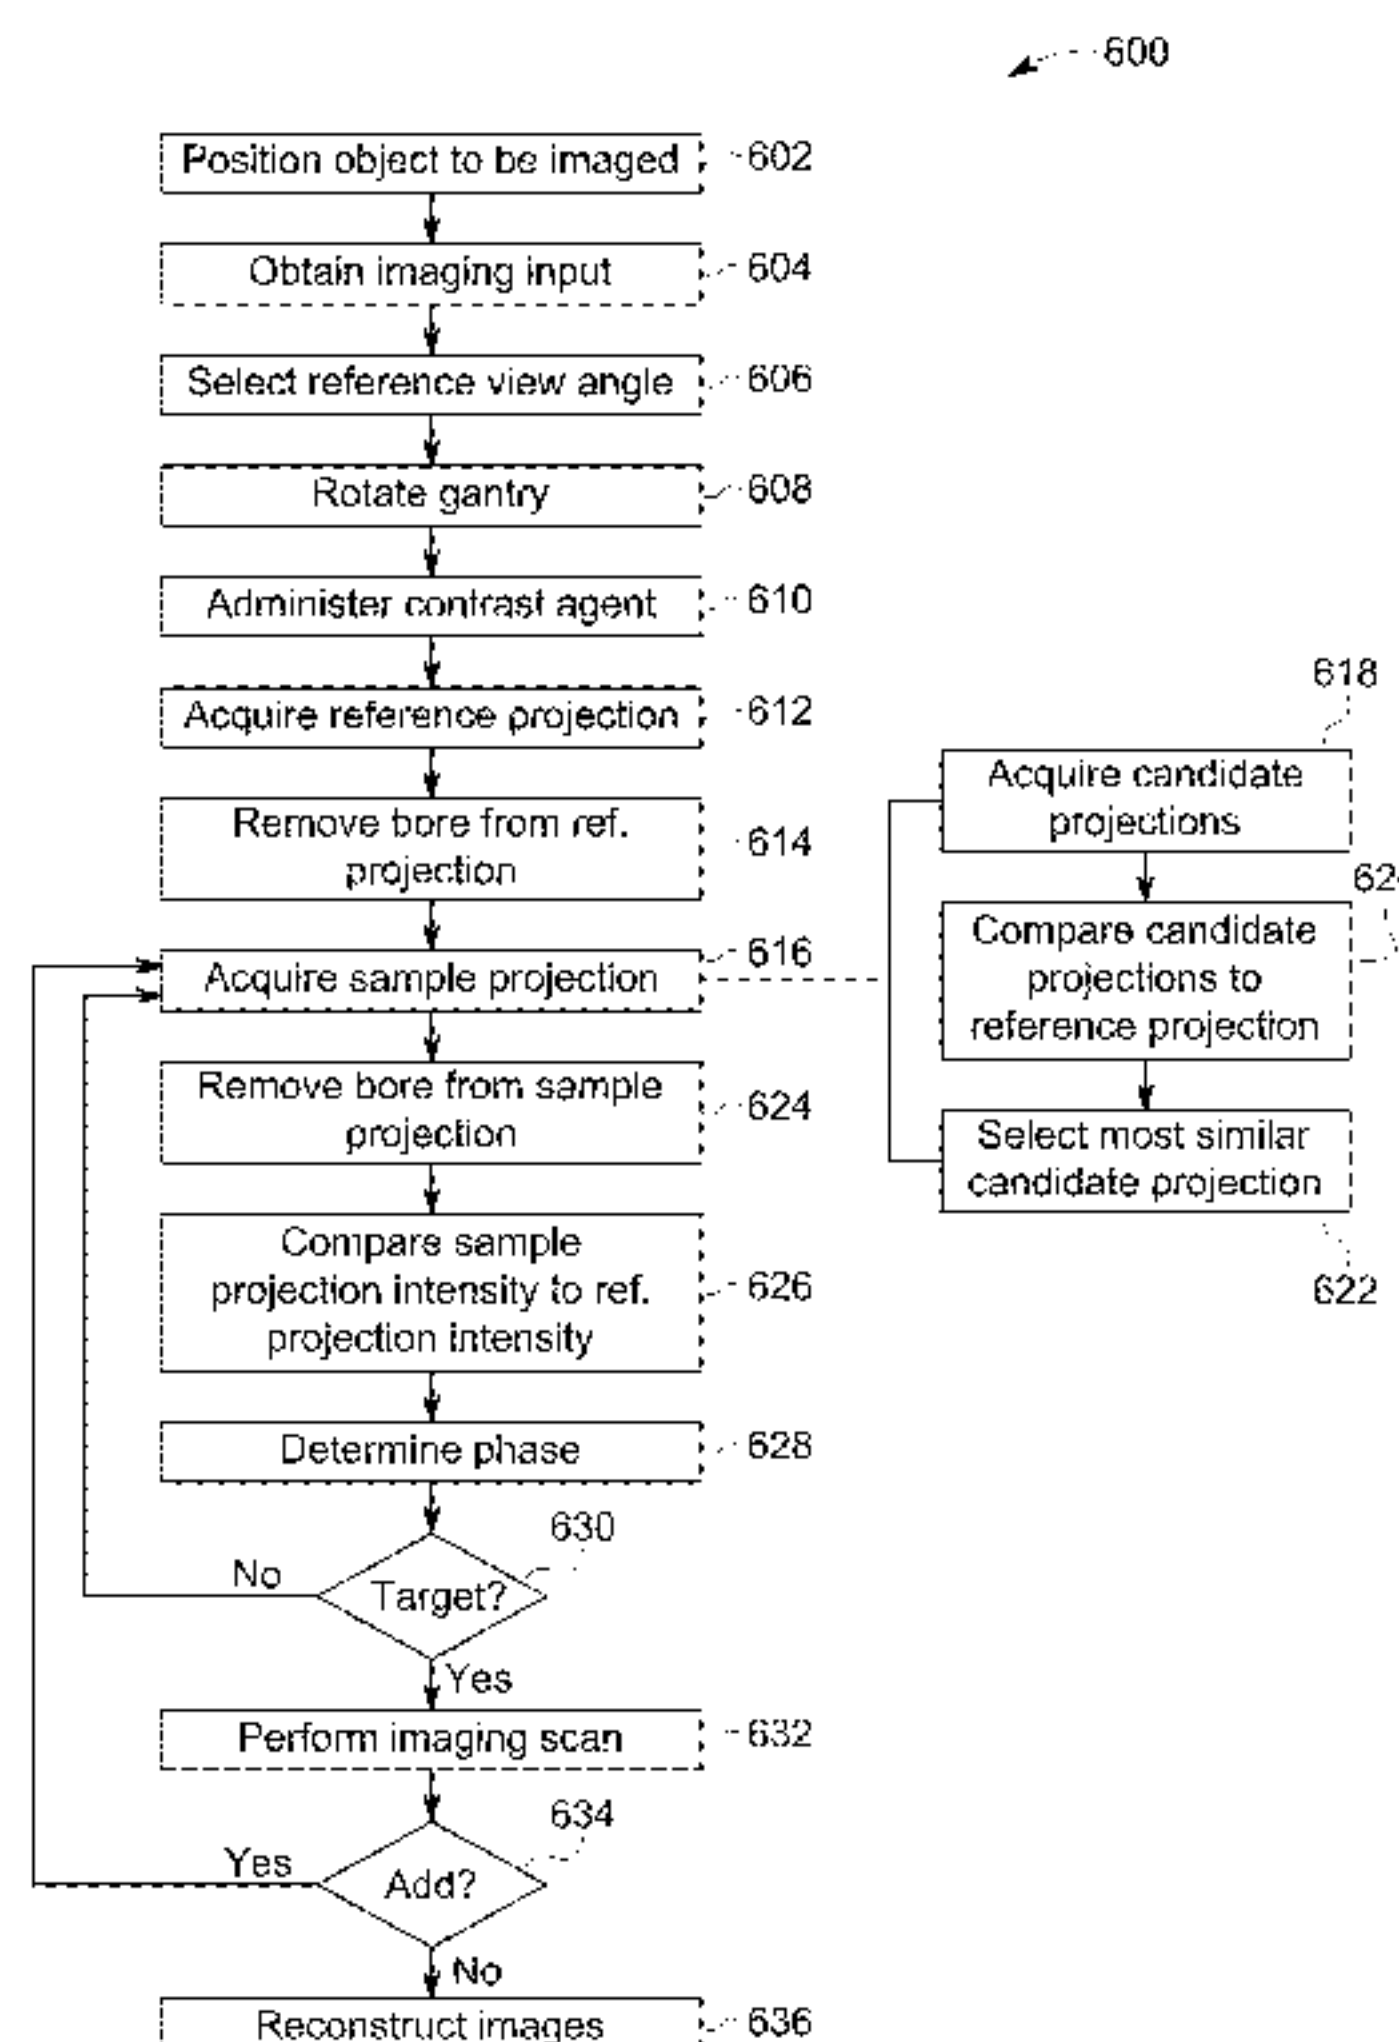 600
Position object to be imaged
602
Obtain imaging input
604
Select reference view angle
606
Rotate gantry
608
Administer contrast agent
610
Acquire reference projection
612
Remove bore from ref.
projection
614
Acquire sample projection
616
Remove bore from sample
projection
624
Compare sample
projection intensity to ref.
projection intensity
626
Determine phase
628
Target?
630
No
Yes
Perform imaging scan
632
Add?
634
Yes
No
Reconstruct images
636
618
Acquire candidate
projections
Compare candidate
projections to
reference projection
Select most similar
candidate projection
622